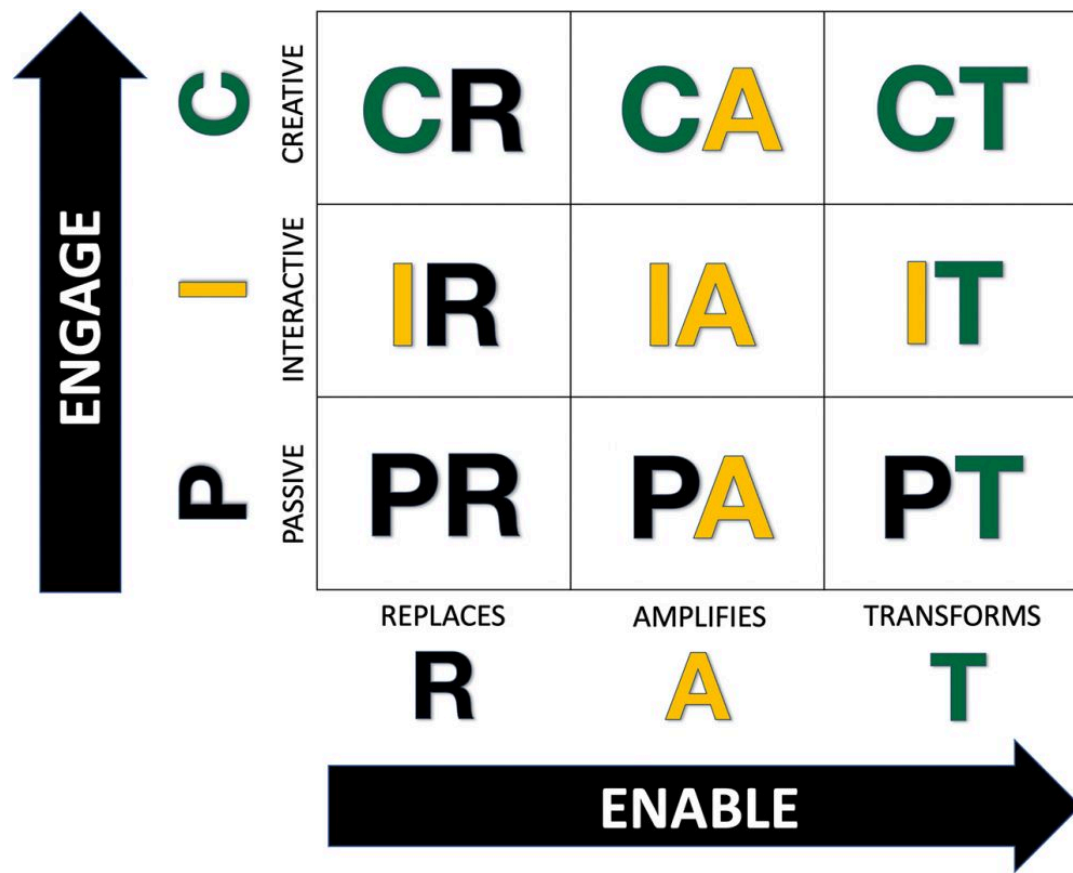 ENGAGE
C CREATIVE CR CA CT
I INTERACTIVE IR IA IT
P PASSIVE PR PA PT
REPLACES AMPLIFIES TRANSFORMS
R A T
ENABLE